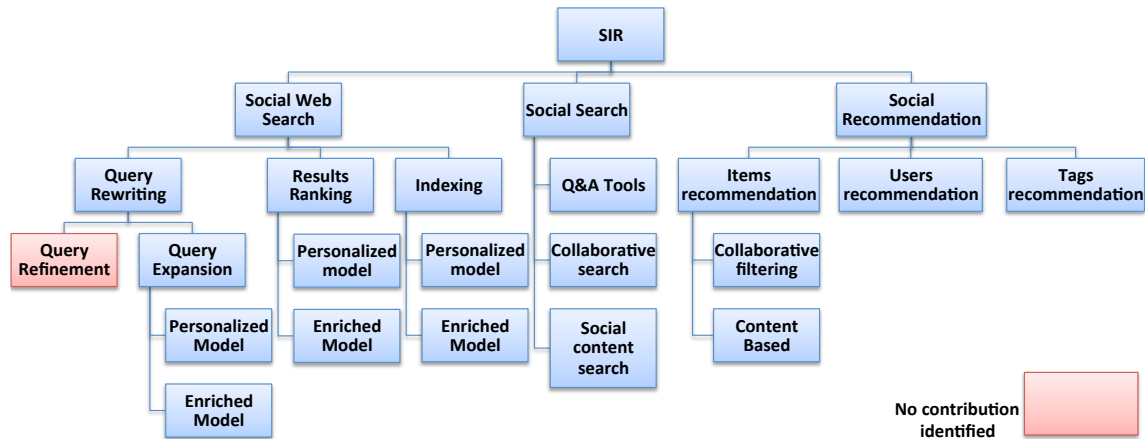 SIR
Social Web
Search
Social Search
Social
Recommendation
Query
Rewriting
Results
Ranking
Indexing
Q&A Tools
Items
recommendation
Users
recommendation
Tags
recommendation
Query
Refinement
Query
Expansion
Personalized
model
Personalized
model
Collaborative
search
Collaborative
filtering
Personalized
Model
Enriched Model
Enriched Model
Social
content
search
Content
Based
Enriched
Model
No contribution
identified